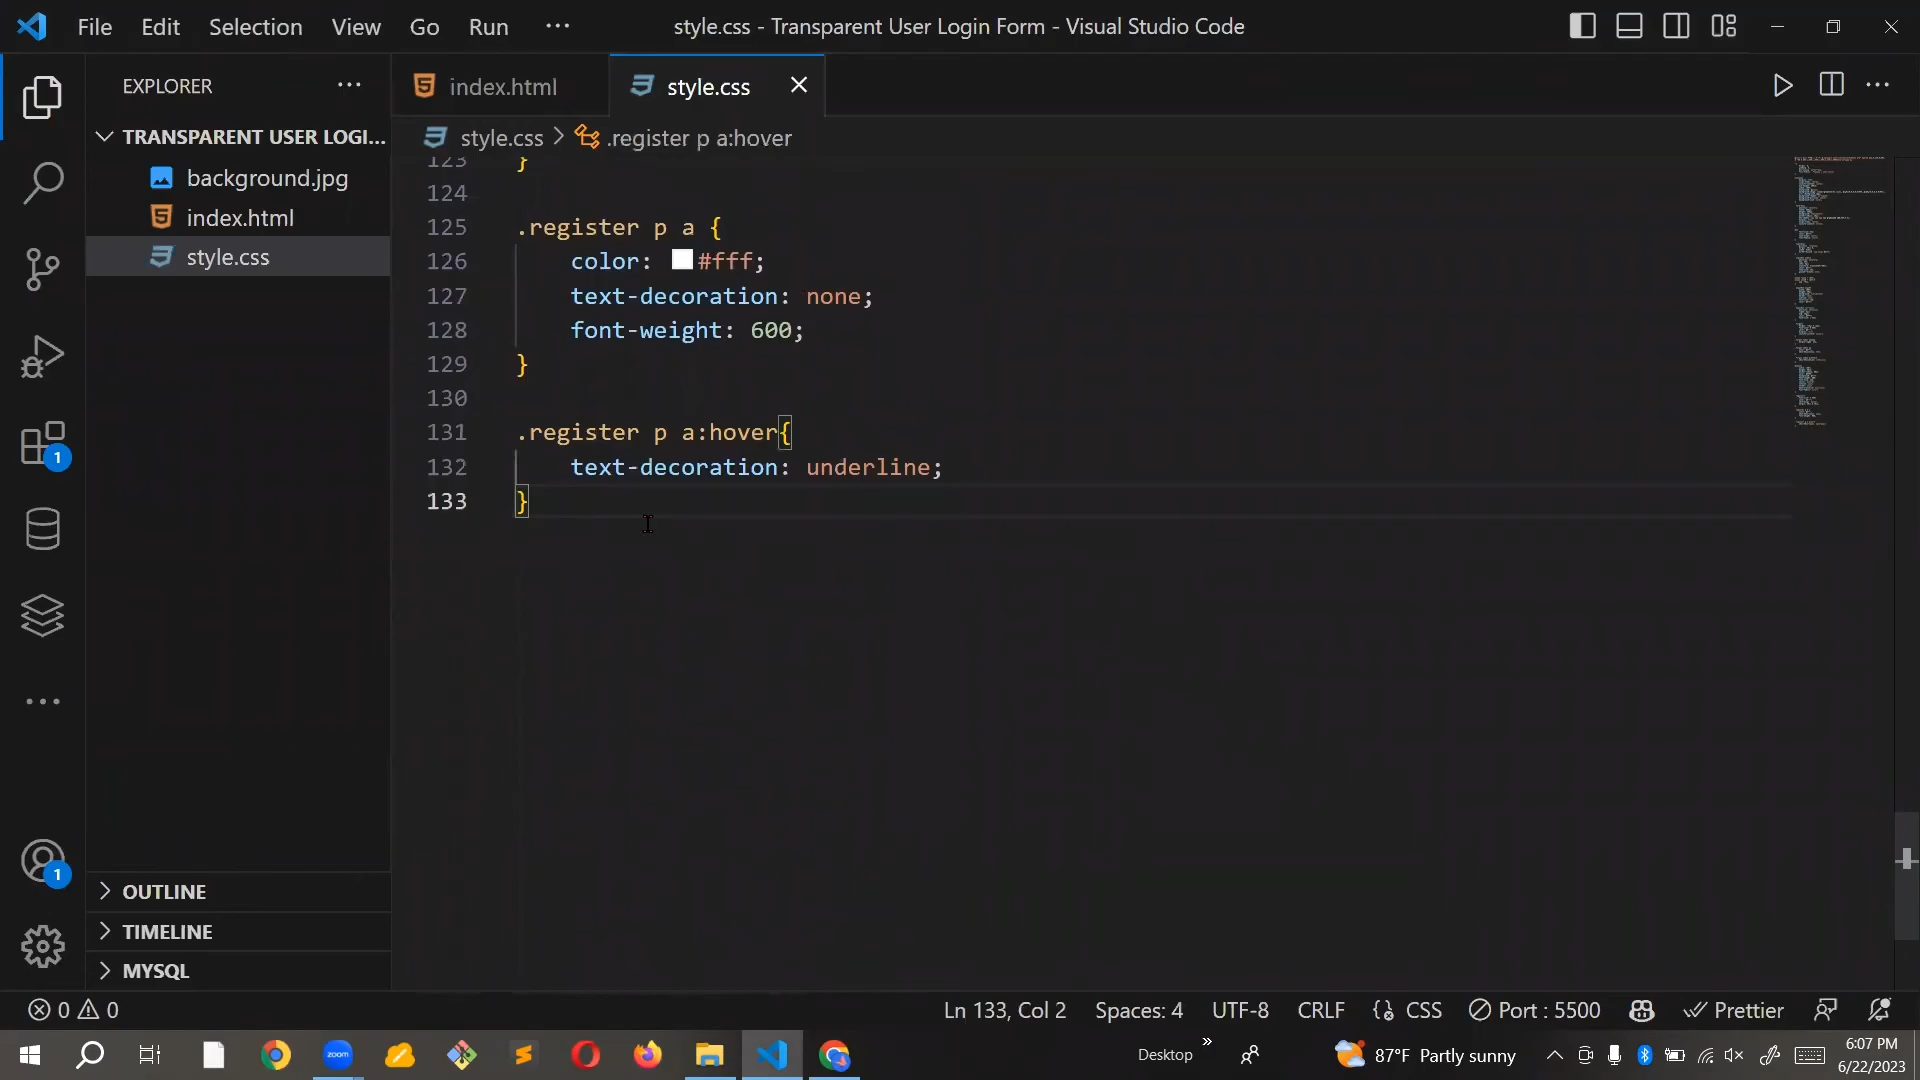 File Edit Selection View Go Run ··· style.css - Transparent User Login Form - Visual Studio Code
EXPLORER ···
index.html style.css
TRANSPARENT USER LOGI...
style.css > .register p a:hover
background.jpg
index.html
style.css
123 }
124
125 .register p a {
126 color: #fff;
127 text-decoration: none;
128 font-weight: 600;
129 }
130
131 .register p a:hover{
132 text-decoration: underline;
133 }
1
1
OUTLINE
TIMELINE
MYSQL
0 0 Ln 133, Col 2 Spaces: 4 UTF-8 CRLF CSS Port : 5500 Prettier
zoom Desktop » 87°F Partly sunny 6:07 PM
6/22/2023